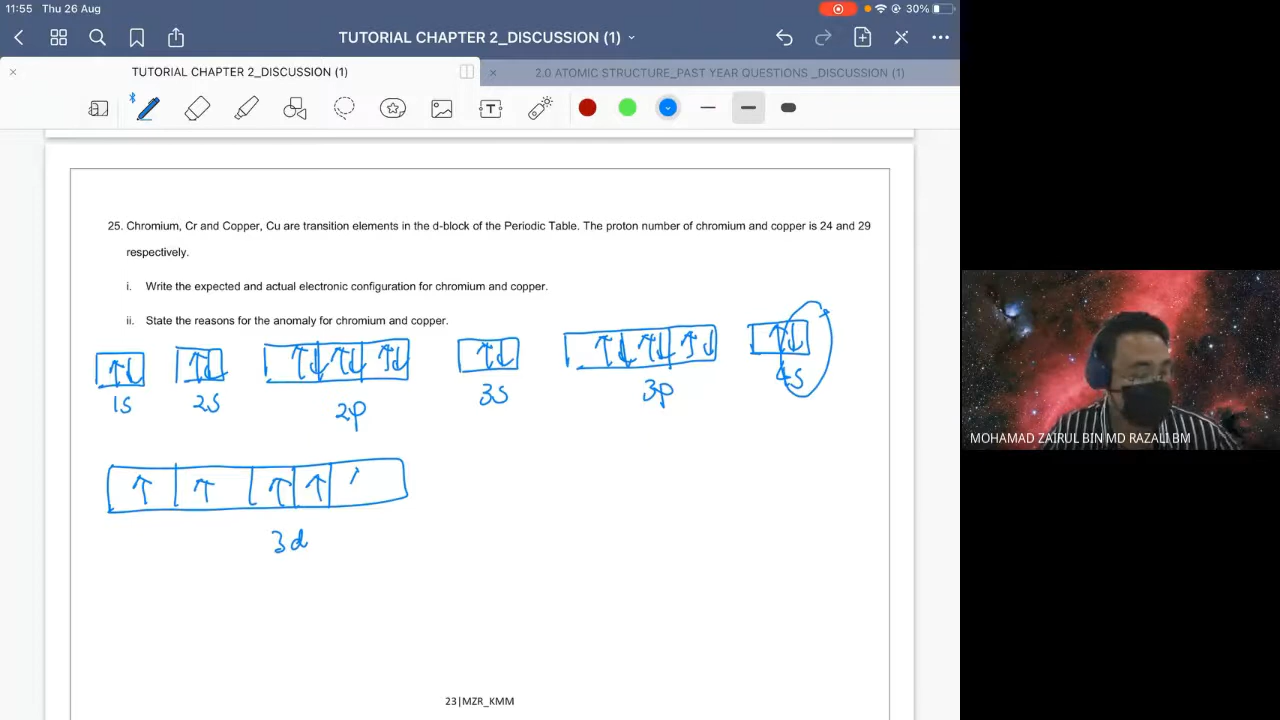 11:55 Thu 26 Aug
30%
TUTORIAL CHAPTER 2_DISCUSSION (1)
TUTORIAL CHAPTER 2_DISCUSSION (1)
2.0 ATOMIC STRUCTURE_PAST YEAR QUESTIONS _DISCUSSION (1)
25. Chromium, Cr and Copper, Cu are transition elements in the d-block of the Periodic Table. The proton number of chromium and copper is 24 and 29
respectively.
i. Write the expected and actual electronic configuration for chromium and copper.
ii. State the reasons for the anomaly for chromium and copper.
↑↓ ↑↓ ↑↓ ↑↓ ↑↓ ↑↓ ↑↓ ↑↓ ↑↓ ↑↓
1s 2s 2p 3s 3p 4s
↑ ↑ ↑ ↑
3d
MOHAMAD ZAIRUL BIN MD RAZALI BM
23|MZR_KMM